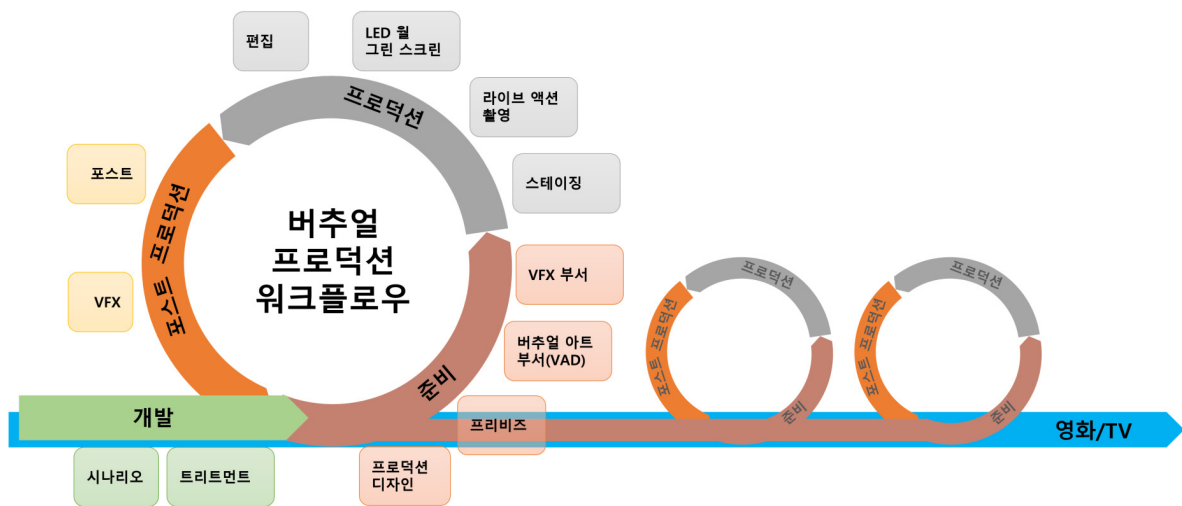 편집
LED 월
그린 스크린
프로덕션
라이브 액션
촬영
포스트
스테이징
포스트 프로덕션
버추얼
프로덕션
워크플로우
VFX
VFX 부서
버추얼 아트
부서(VAD)
준비
개발
프리비즈
시나리오
트리트먼트
프로덕션
디자인
프로덕션
포스트 프로덕션
준비
프로덕션
포스트 프로덕션
준비
영화/TV